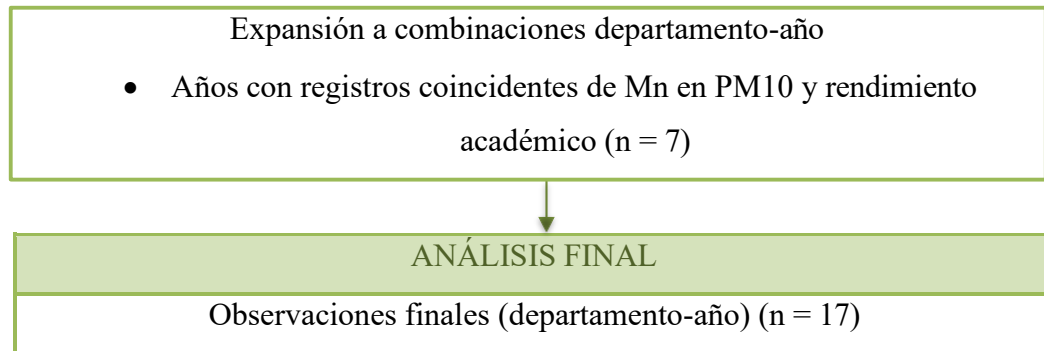 Expansión a combinaciones departamento-año
• Años con registros coincidentes de Mn en PM10 y rendimiento
académico (n = 7)
ANÁLISIS FINAL
Observaciones finales (departamento-año) (n = 17)